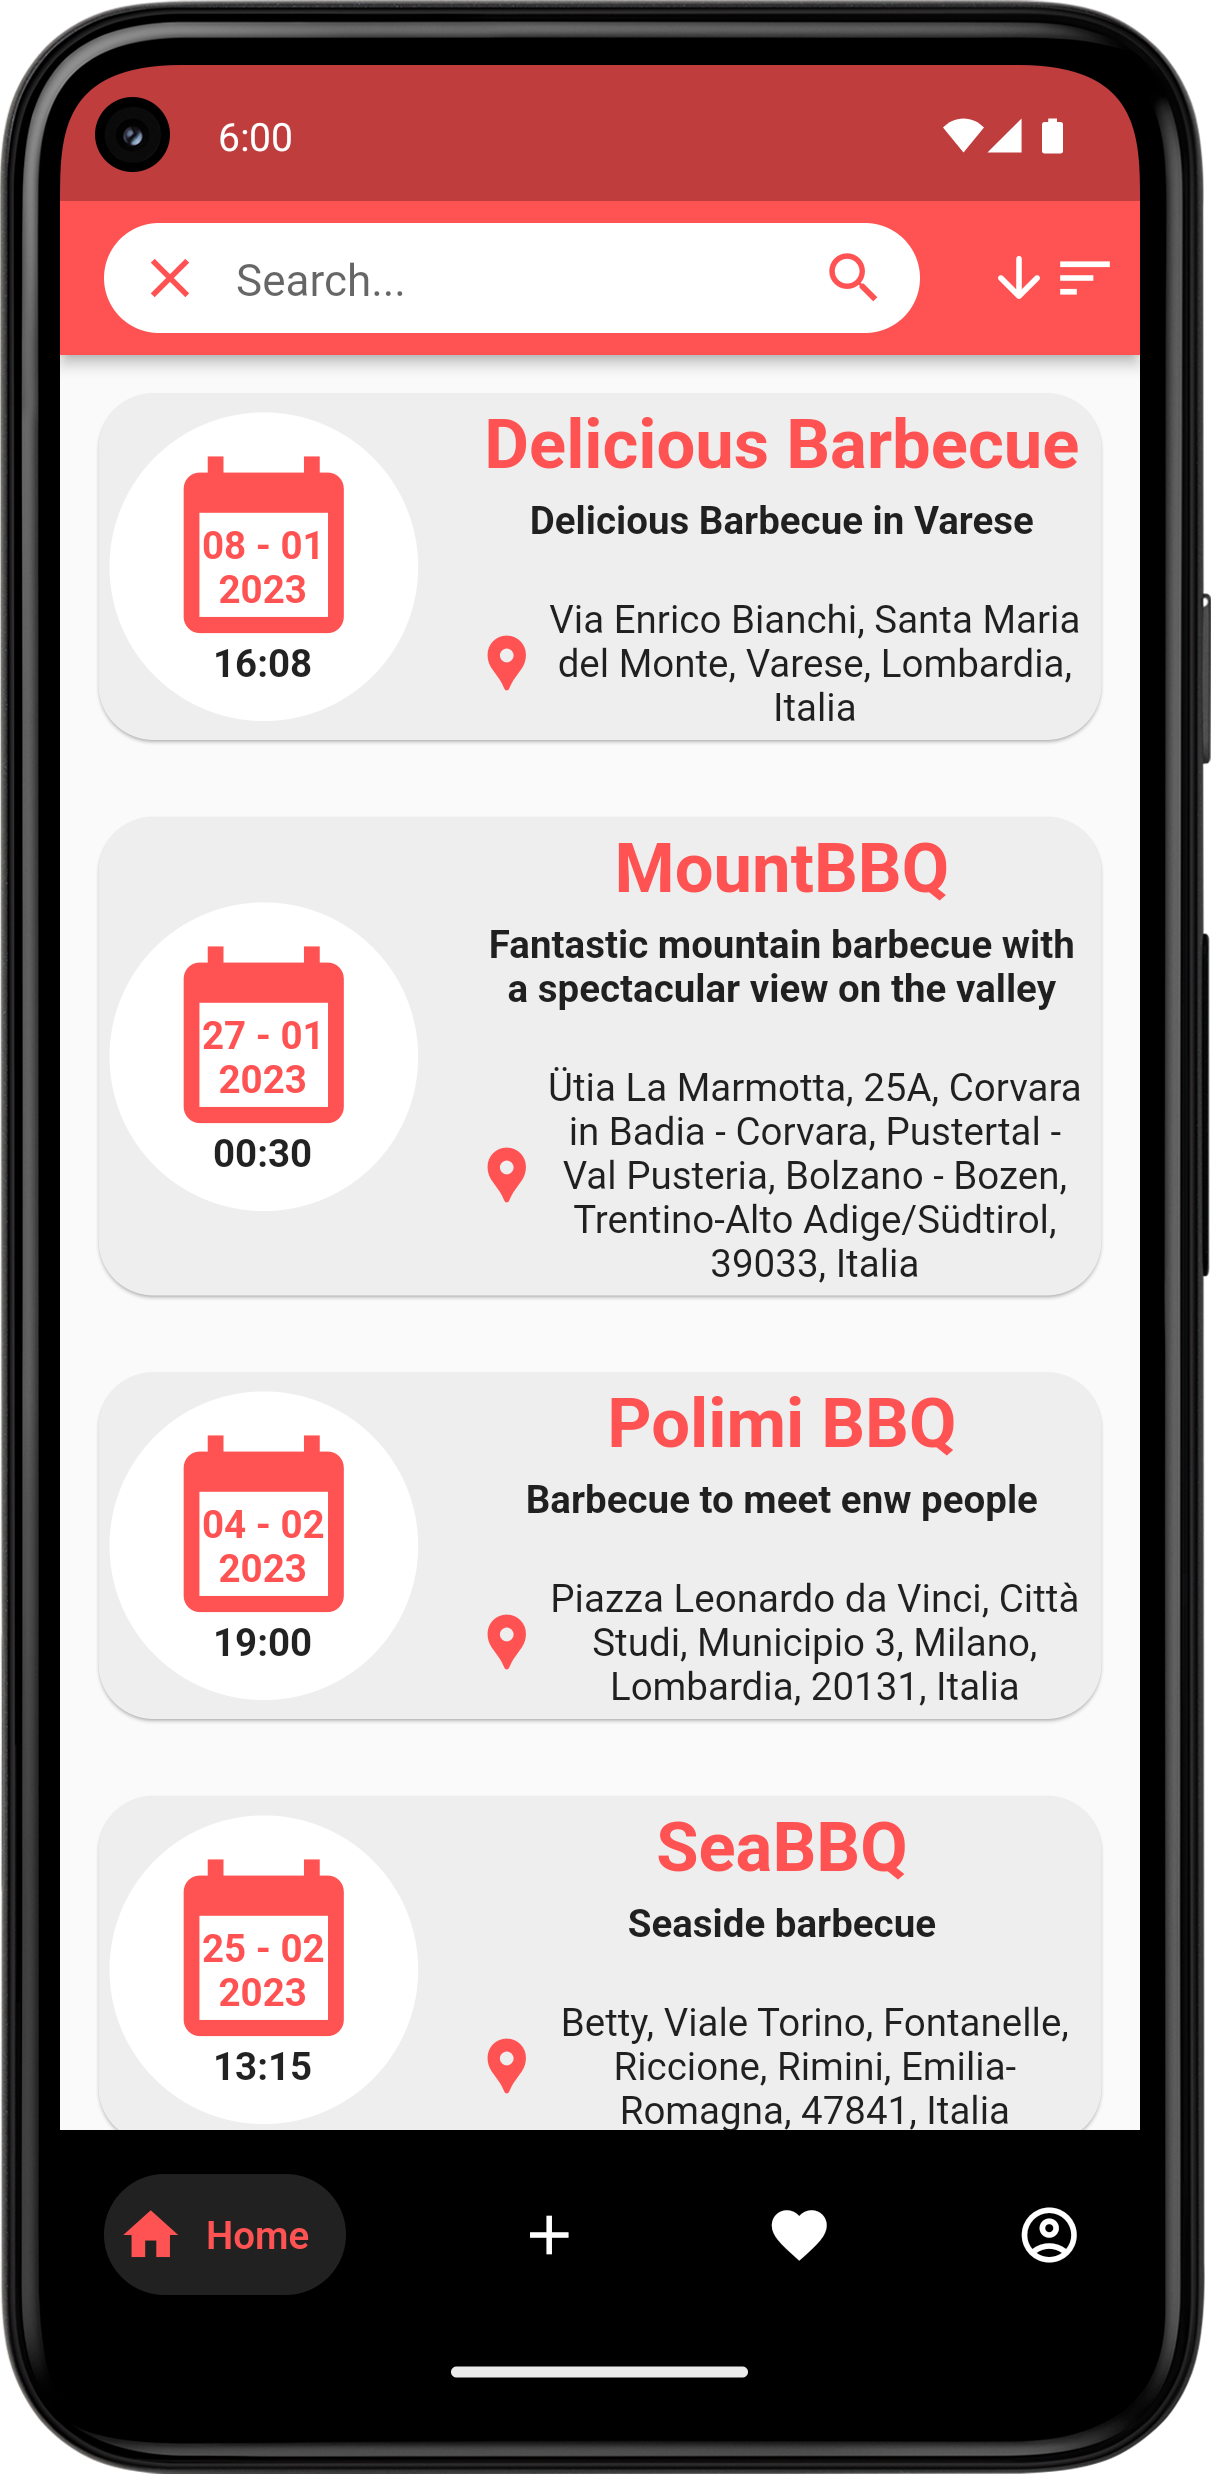 6:00
Search...
Delicious Barbecue
Delicious Barbecue in Varese
08 - 01
2023
16:08
Via Enrico Bianchi, Santa Maria
del Monte, Varese, Lombardia,
Italia
MountBBQ
Fantastic mountain barbecue with
a spectacular view on the valley
27 - 01
2023
00:30
Ütia La Marmotta, 25A, Corvara
in Badia - Corvara, Pustertal -
Val Pusteria, Bolzano - Bozen,
Trentino-Alto Adige/Südtirol,
39033, Italia
Polimi BBQ
Barbecue to meet enw people
04 - 02
2023
19:00
Piazza Leonardo da Vinci, Città
Studi, Municipio 3, Milano,
Lombardia, 20131, Italia
SeaBBQ
Seaside barbecue
25 - 02
2023
13:15
Betty, Viale Torino, Fontanelle,
Riccione, Rimini, Emilia-
Romagna, 47841, Italia
Home